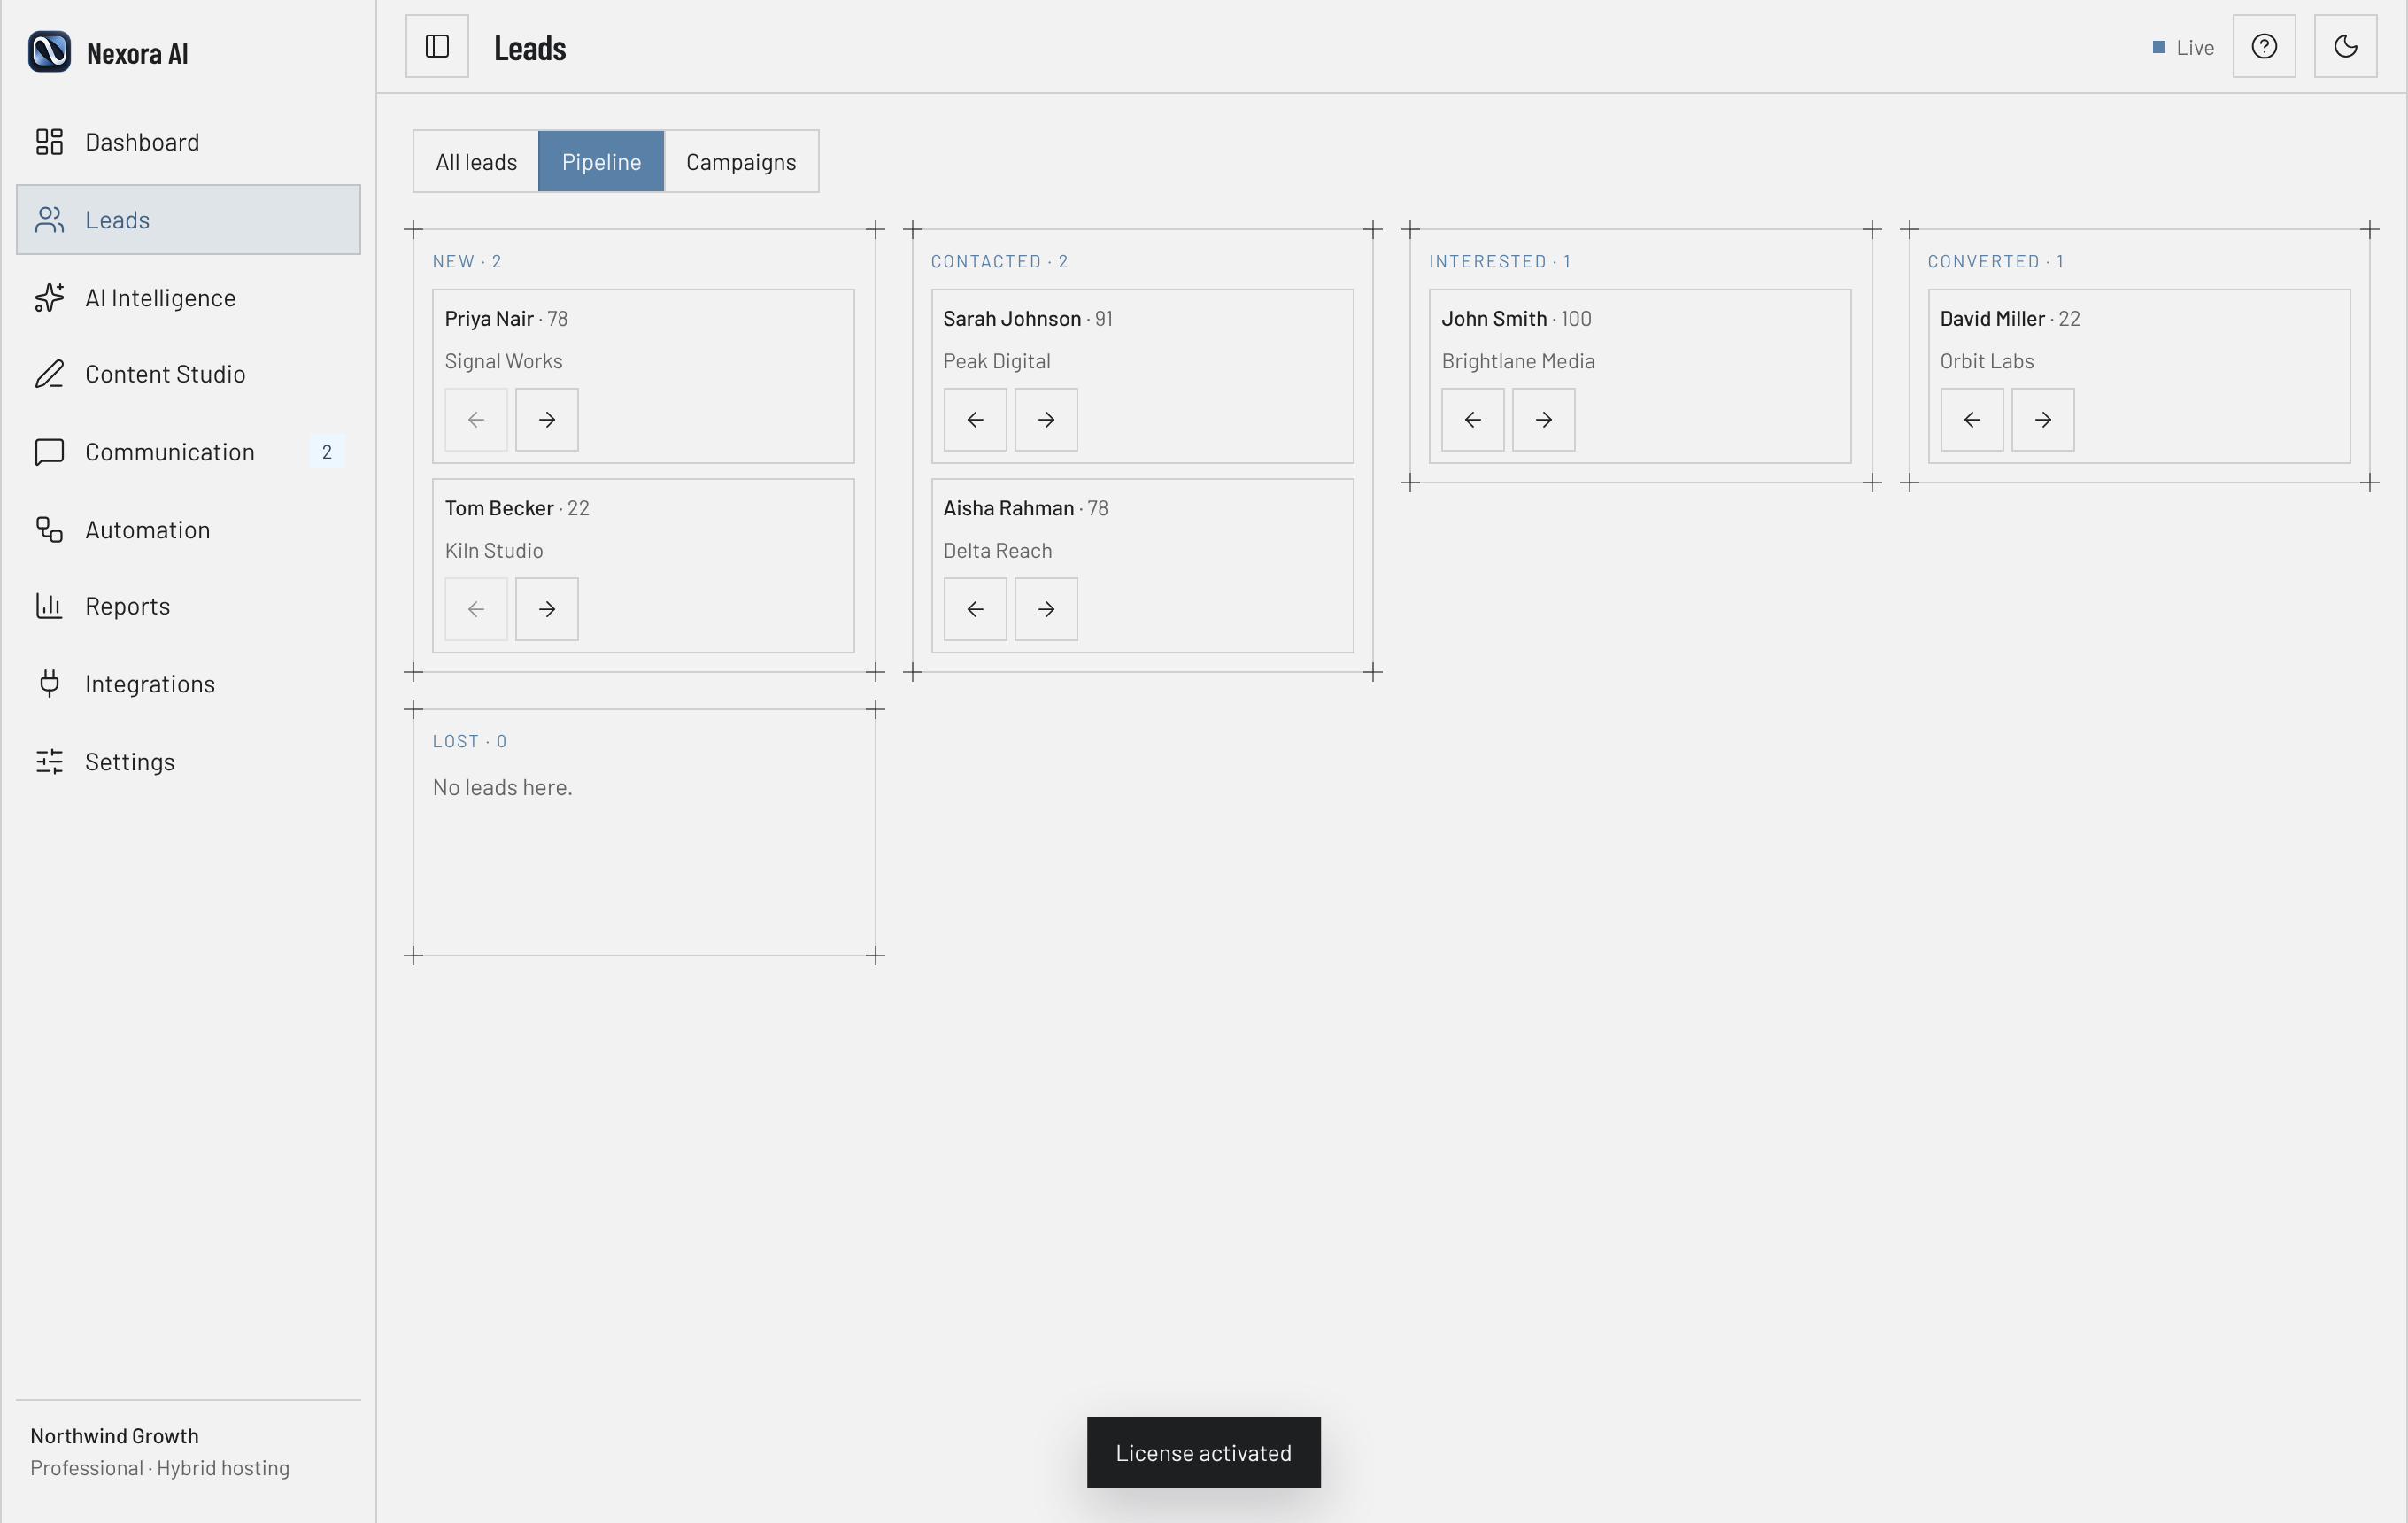 Nexora AI
Dashboard
Leads
AI Intelligence
Content Studio
Communication 2
Automation
Reports
Integrations
Settings
Northwind Growth
Professional · Hybrid hosting
Leads
Live
All leads Pipeline Campaigns
NEW · 2
Priya Nair · 78
Signal Works
Tom Becker · 22
Kiln Studio
CONTACTED · 2
Sarah Johnson · 91
Peak Digital
Aisha Rahman · 78
Delta Reach
INTERESTED · 1
John Smith · 100
Brightlane Media
CONVERTED · 1
David Miller · 22
Orbit Labs
LOST · 0
No leads here.
License activated